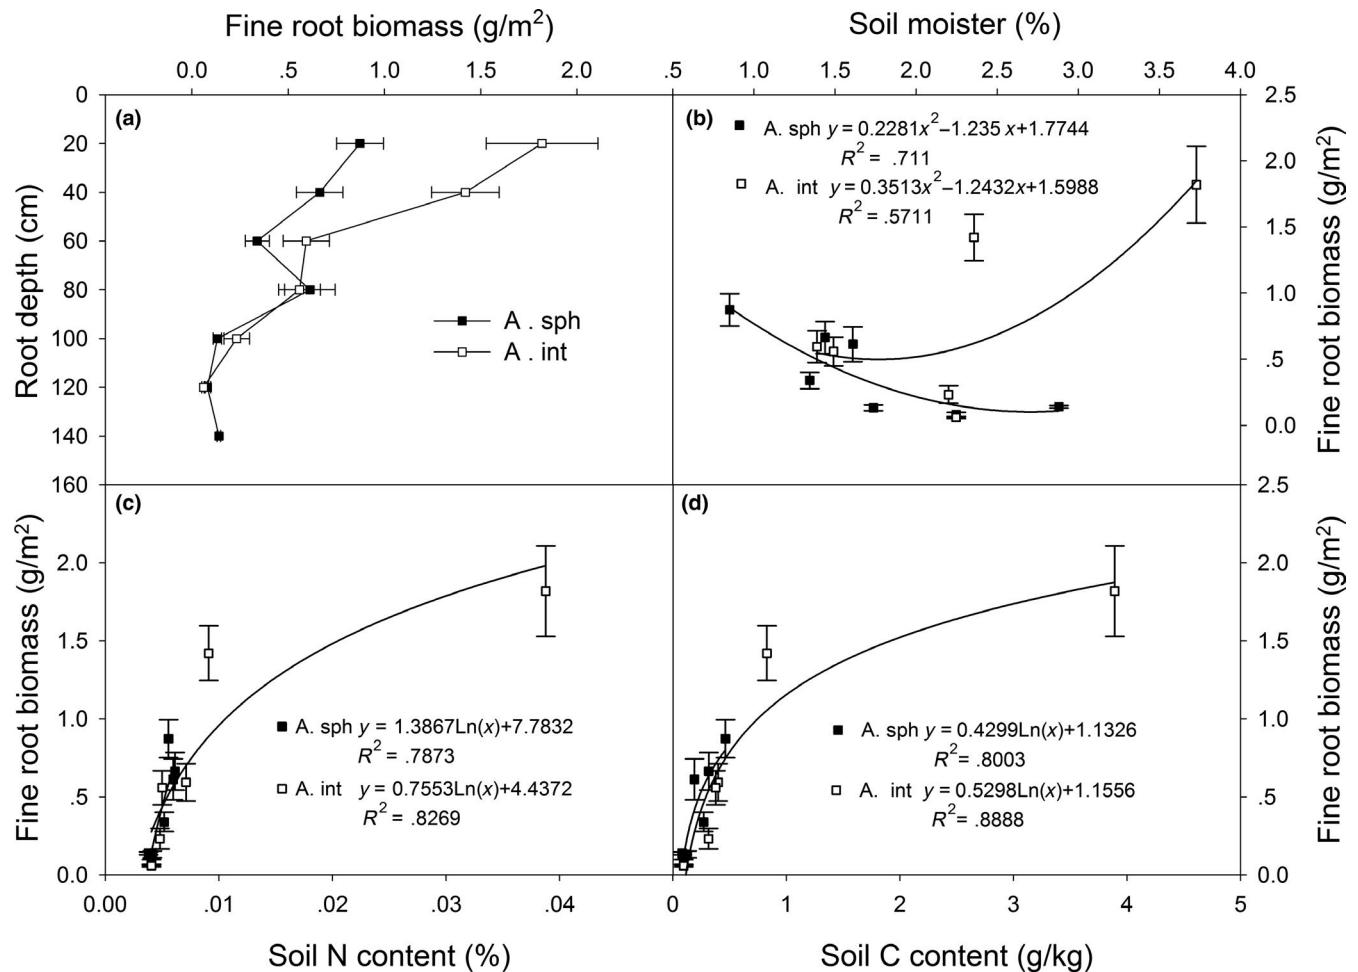 Fine root biomass (g/m2)
0.0 .5 1.0 1.5 2.0
Soil moister (%)
.5 1.0 1.5 2.0 2.5 3.0 3.5 4.0
Root depth (cm)
0
20
40
60
80
100
120
140
160
(a)
A . sph
A . int
(b)
A. sph y = 0.2281x2−1.235 x+1.7744
R2 = .711
A. int y = 0.3513x2−1.2432x+1.5988
R2 = .5711
2.5
2.0
1.5
1.0
.5
0.0
Fine root biomass (g/m2)
Fine root biomass (g/m2)
2.0
1.5
1.0
.5
0.0
(c)
A. sph y = 1.3867Ln(x)+7.7832
R2 = .7873
A. int y = 0.7553Ln(x)+4.4372
R2 = .8269
0.00 .01 .02 .03 .04
Soil N content (%)
(d)
A. sph y = 0.4299Ln(x)+1.1326
R2 = .8003
A. int y = 0.5298Ln(x)+1.1556
R2 = .8888
2.5
2.0
1.5
1.0
.5
0.0
Fine root biomass (g/m2)
0 1 2 3 4 5
Soil C content (g/kg)